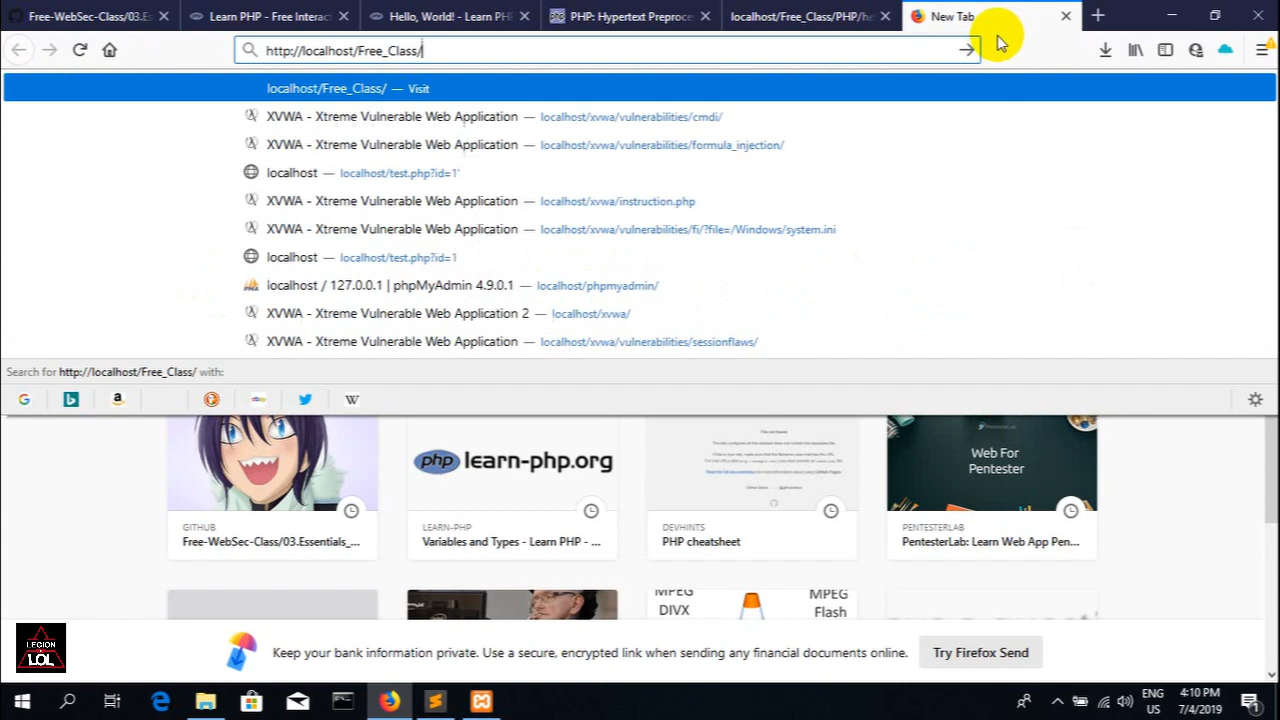 Free-WebSec-Class/03.Es
Learn PHP - Free Interact
Hello, World! - Learn PH
PHP: Hypertext Preproce
localhost/Free_Class/PHP/he
New Tab
http://localhost/Free_Class/
localhost/Free_Class/ — Visit
XVWA - Xtreme Vulnerable Web Application — localhost/xvwa/vulnerabilities/cmdi/
XVWA - Xtreme Vulnerable Web Application — localhost/xvwa/vulnerabilities/formula_injection/
localhost — localhost/test.php?id=1'
XVWA - Xtreme Vulnerable Web Application — localhost/xvwa/instruction.php
XVWA - Xtreme Vulnerable Web Application — localhost/xvwa/vulnerabilities/fi/?file=/Windows/system.ini
localhost — localhost/test.php?id=1
localhost / 127.0.0.1 | phpMyAdmin 4.9.0.1 — localhost/phpmyadmin/
XVWA - Xtreme Vulnerable Web Application 2 — localhost/xvwa/
XVWA - Xtreme Vulnerable Web Application — localhost/xvwa/vulnerabilities/sessionflaws/
Search for http://localhost/Free_Class/ with:
php learn-php.org
File not found
Web For
Pentester
GITHUB
Free-WebSec-Class/03.Essentials_...
LEARN-PHP
Variables and Types - Learn PHP - ...
DEVHINTS
PHP cheatsheet
PENTESTERLAB
PentesterLab: Learn Web App Pen...
MPEG
DIVX
MPEG
Flash
LEGION
LOL
Keep your bank information private. Use a secure, encrypted link when sending any financial documents online.
Try Firefox Send
ENG
US
4:10 PM
7/4/2019